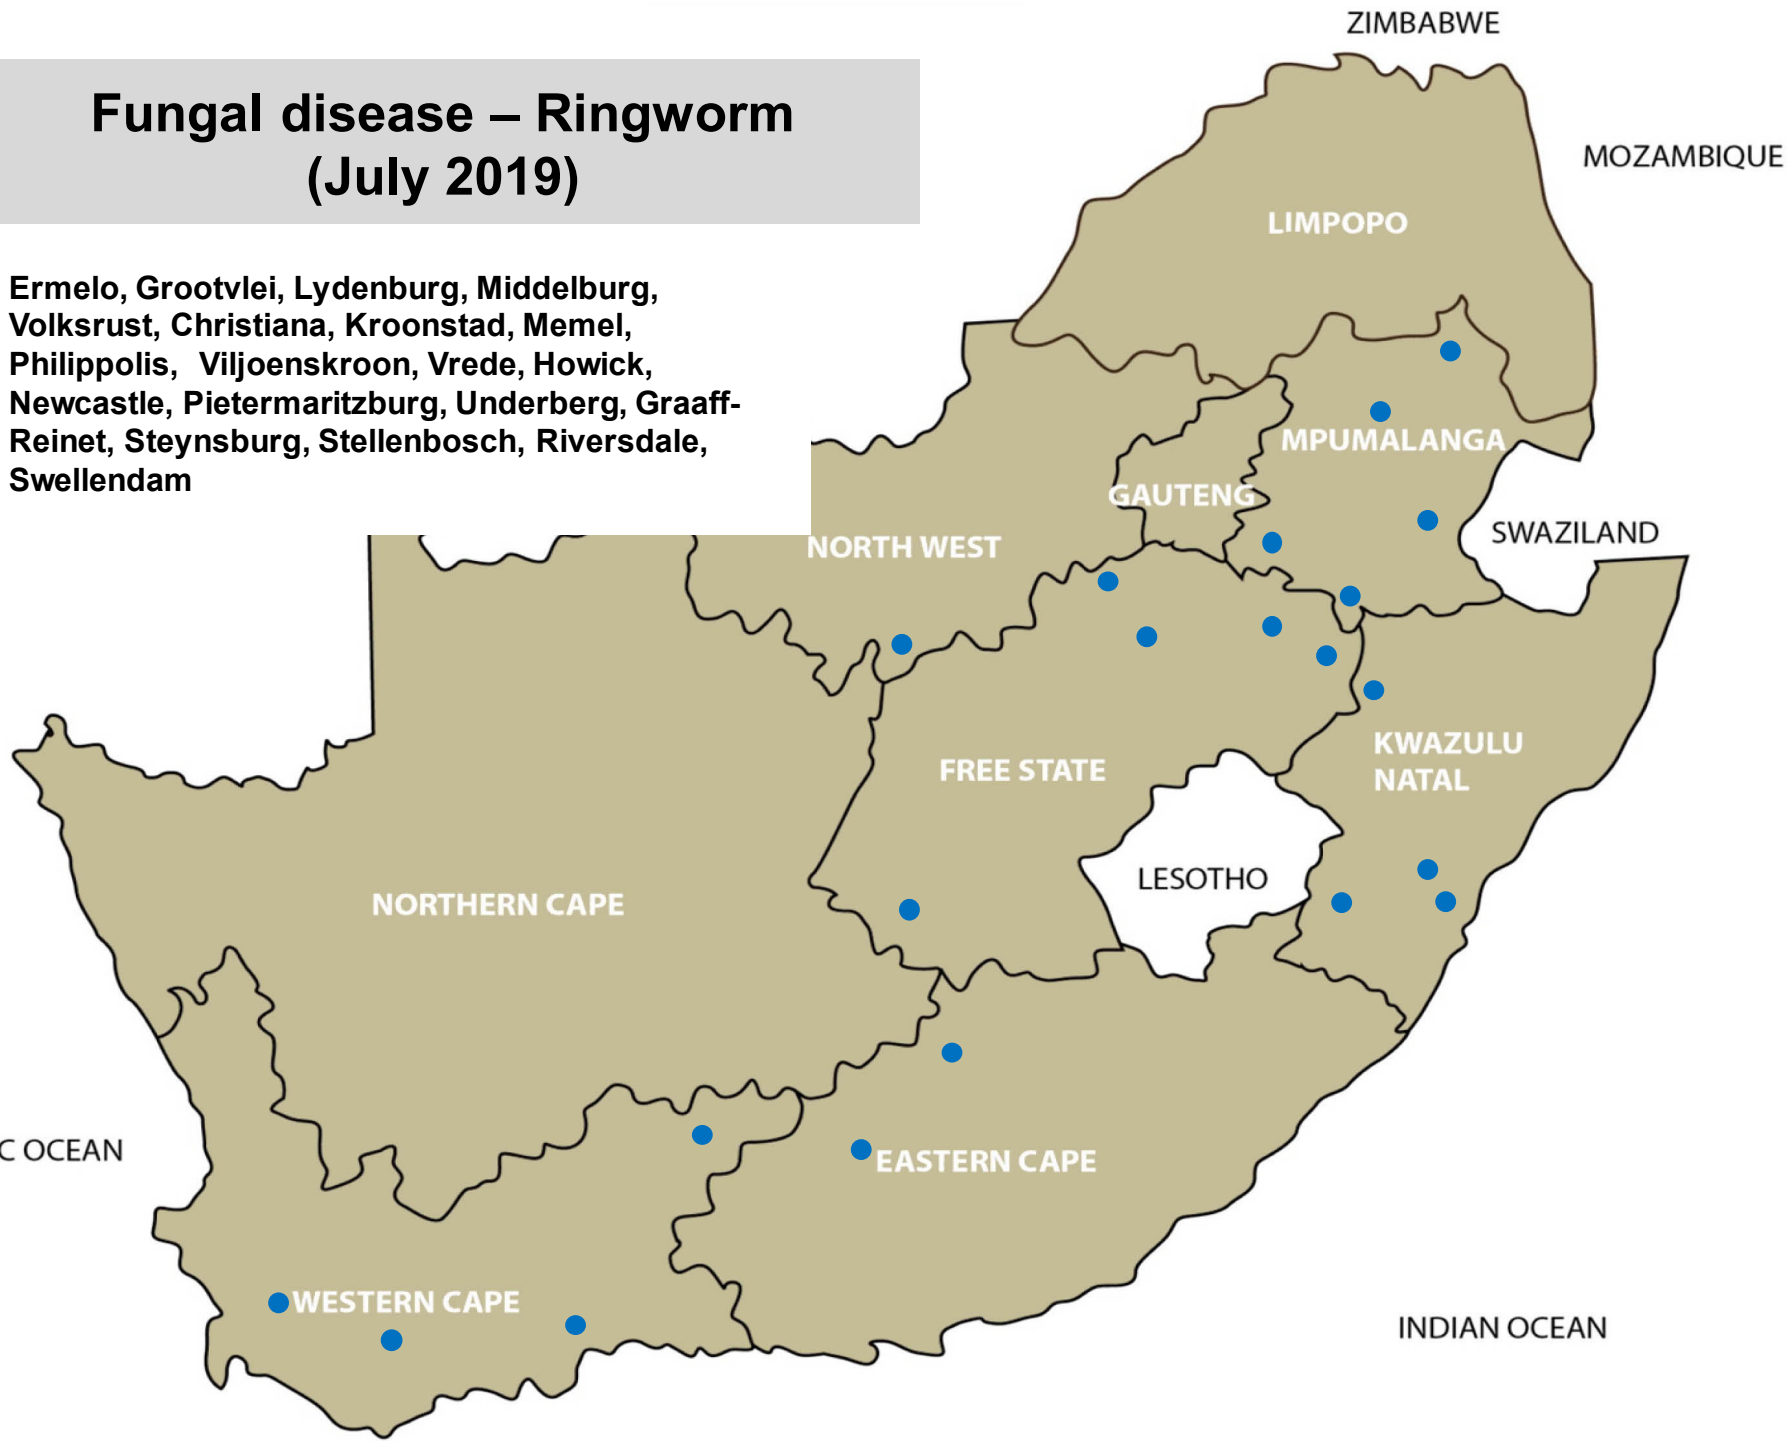 Fungal disease – Ringworm
(July 2019)
Ermelo, Grootvlei, Lydenburg, Middelburg,
Volksrust, Christiana, Kroonstad, Memel,
Philippolis, Viljoenskroon, Vrede, Howick,
Newcastle, Pietermaritzburg, Underberg, Graaff-
Reinet, Steynsburg, Stellenbosch, Riversdale,
Swellendam
ZIMBABWE
MOZAMBIQUE
LIMPOPO
MPUMALANGA
GAUTENG
NORTH WEST
SWAZILAND
KWAZULU
NATAL
FREE STATE
LESOTHO
NORTHERN CAPE
C OCEAN
EASTERN CAPE
WESTERN CAPE
INDIAN OCEAN